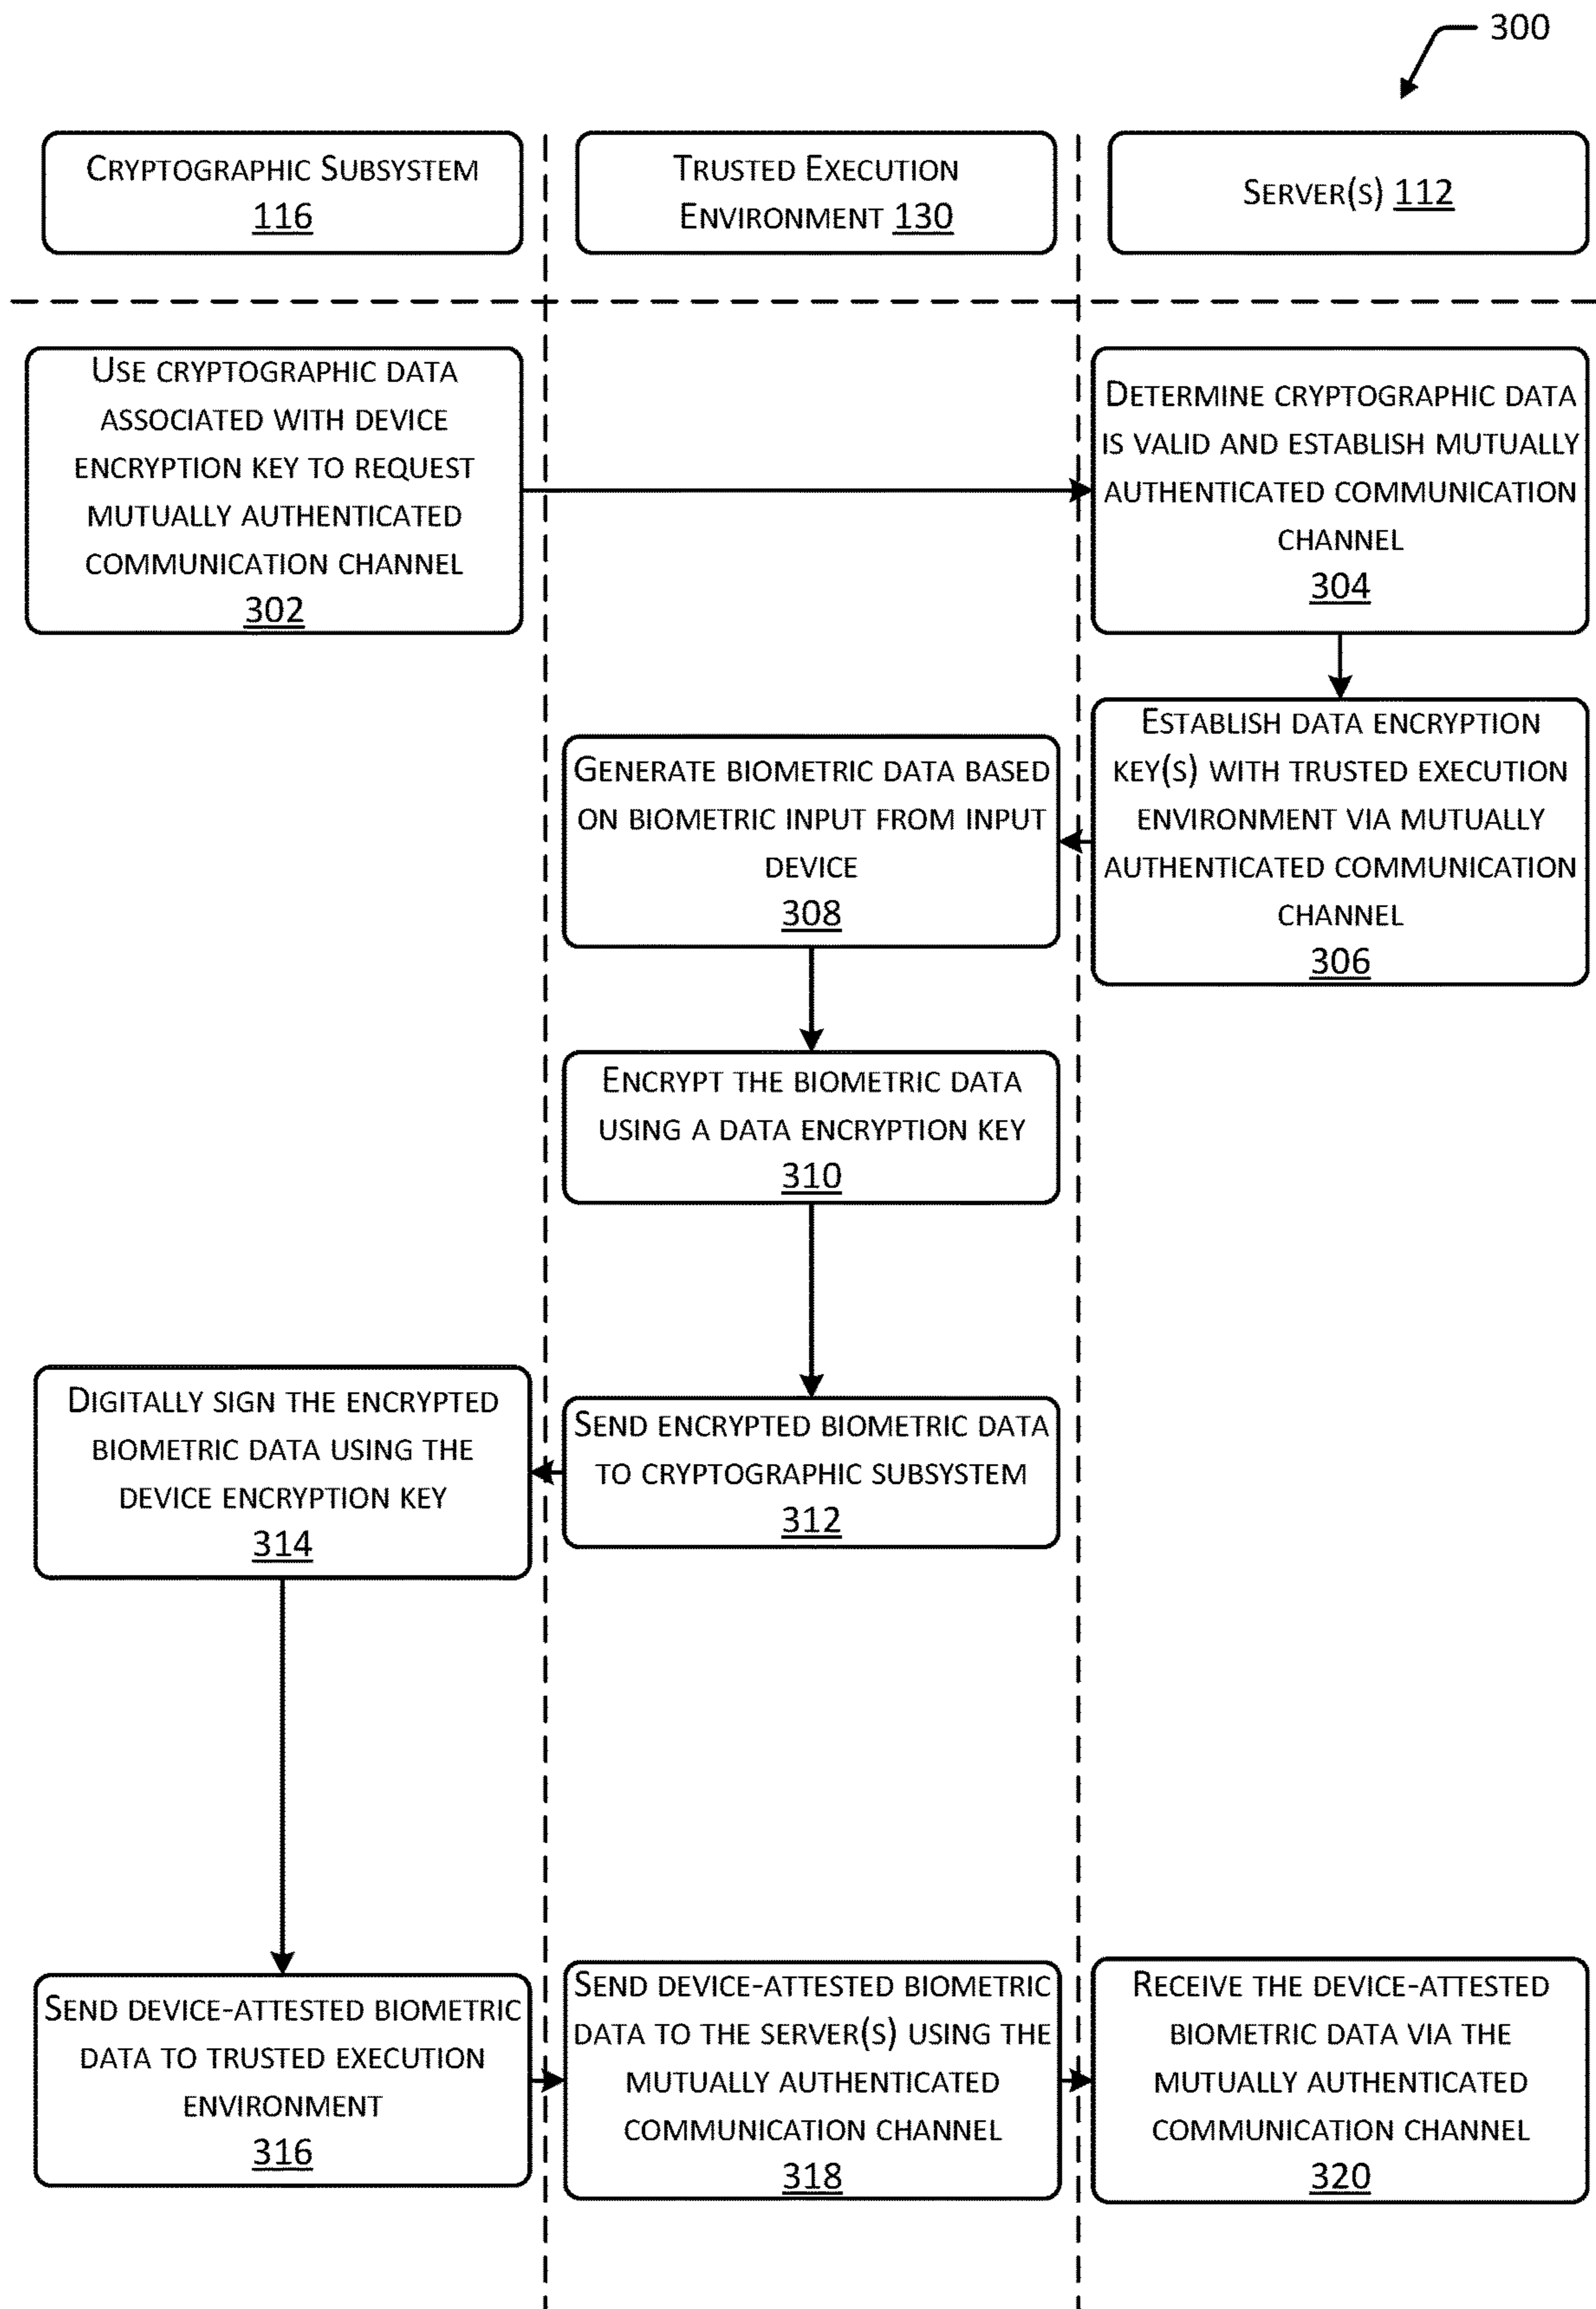 300
Cryptographic Subsystem
116
Trusted Execution
Environment 130
Server(s) 112
Use cryptographic data
associated with device
encryption key to request
mutually authenticated
communication channel
302
Determine cryptographic data
is valid and establish mutually
authenticated communication
channel
304
Establish data encryption
key(s) with trusted execution
environment via mutually
authenticated communication
channel
306
Generate biometric data based
on biometric input from input
device
308
Encrypt the biometric data
using a data encryption key
310
Send encrypted biometric data
to cryptographic subsystem
312
Digitally sign the encrypted
biometric data using the
device encryption key
314
Send device-attested biometric
data to trusted execution
environment
316
Send device-attested biometric
data to the server(s) using the
mutually authenticated
communication channel
318
Receive the device-attested
biometric data via the
mutually authenticated
communication channel
320